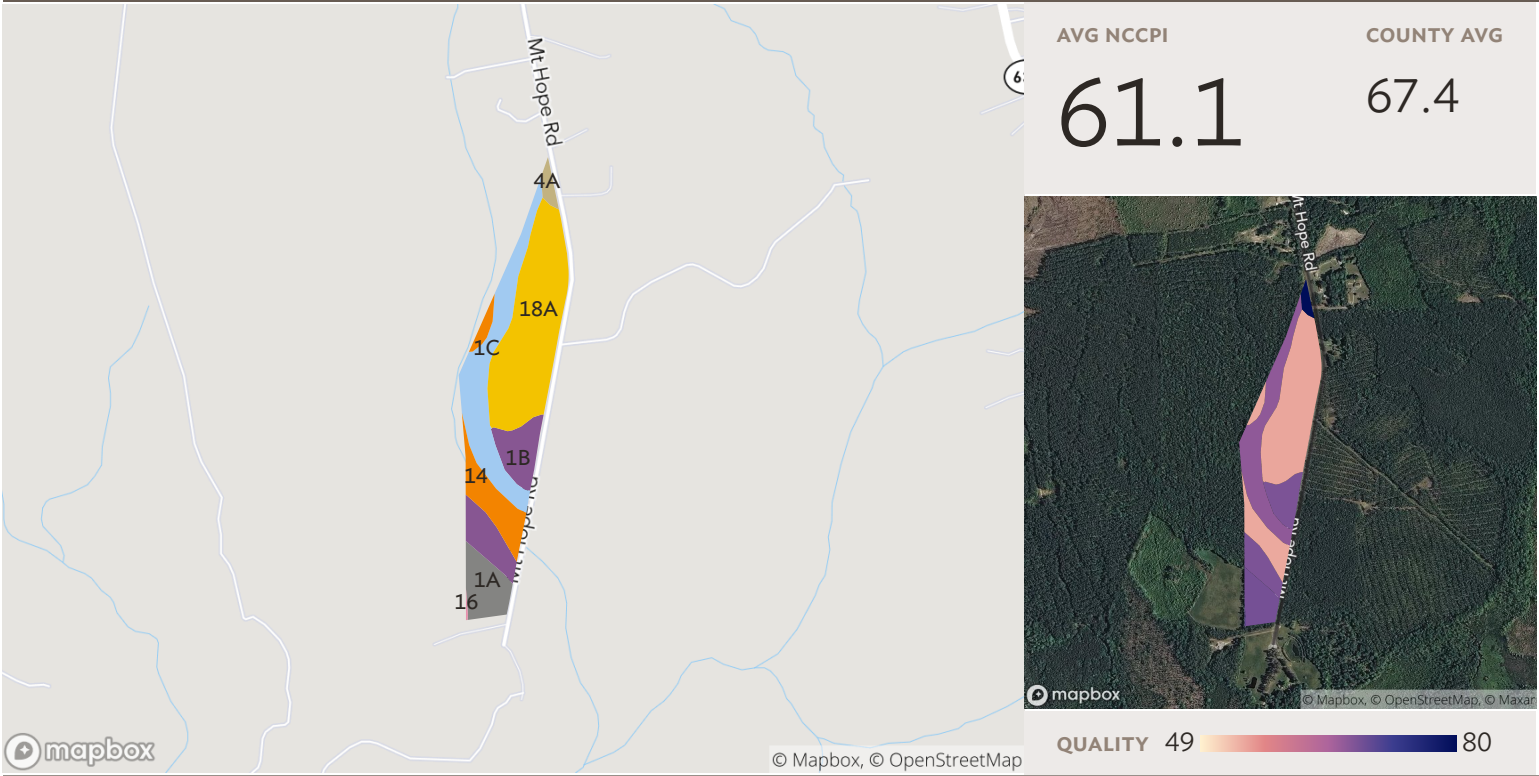 Mt Hope Rd
6
4A
18A
1C
1B
14
Mt Hope Rd
1A
16
mapbox
© Mapbox, © OpenStreetMap
AVG NCCPI
COUNTY AVG
61.1
67.4
Mt Hope Rd
Mt Hope Rd
mapbox
© Mapbox, © OpenStreetMap, © Maxar
QUALITY 49 80